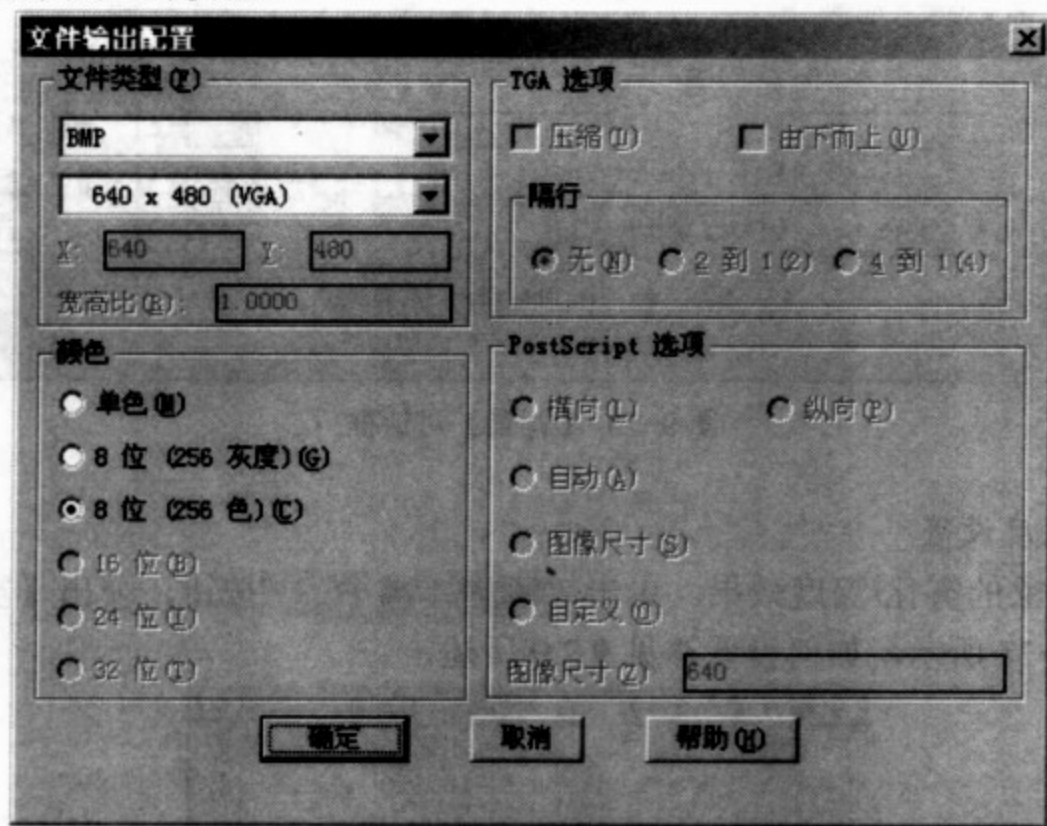 文件输出配置
文件类型(F)
BMP
640 x 480 (VGA)
X: 640 Y: 480
宽高比(R): 1.0000
颜色
单色(M)
8 位 (256 灰度)(G)
8 位 (256 色)(C)
16 位(B)
24 位(I)
32 位(T)
TGA 选项
压缩(D) 由下而上(U)
隔行
无(N) 2 到 1(2) 4 到 1(4)
PostScript 选项
横向(L) 纵向(P)
自动(A)
图像尺寸(S)
自定义(O)
图像尺寸(Z) 640
确定 取消 帮助(H)